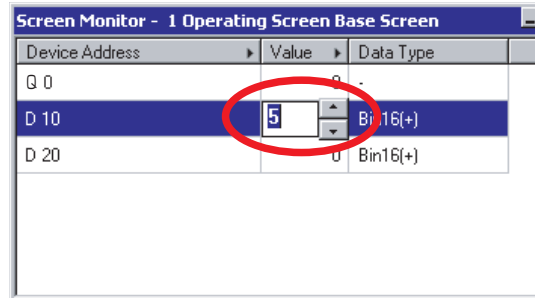 Screen Monitor - 1 Operating Screen Base Screen
Device Address Value Data Type
Q 0 0 -
D 10 5 Bin16(+)
D 20 0 Bin16(+)